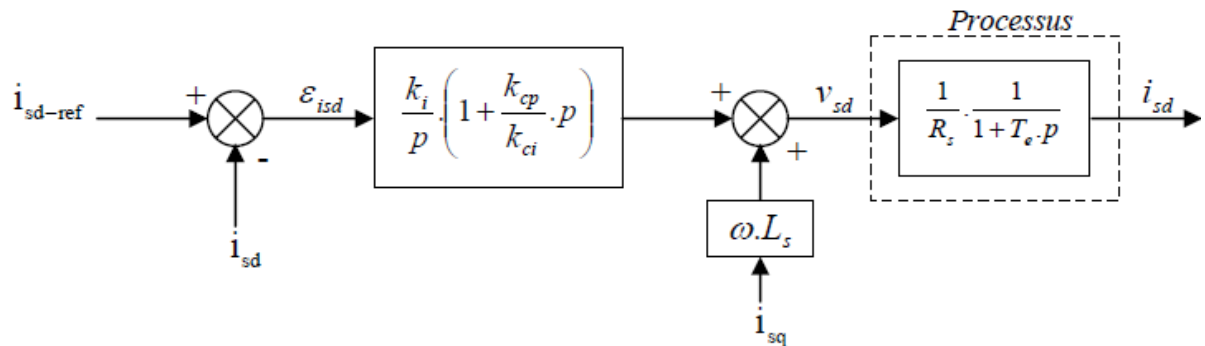 Processus
i_sd-ref
+
ε_isd
k_i/p.(1+k_cp/k_ci.p)
+
v_sd
1/R_s.1/1+T_e.p
i_sd
-
+
i_sd
ω.L_s
i_sq